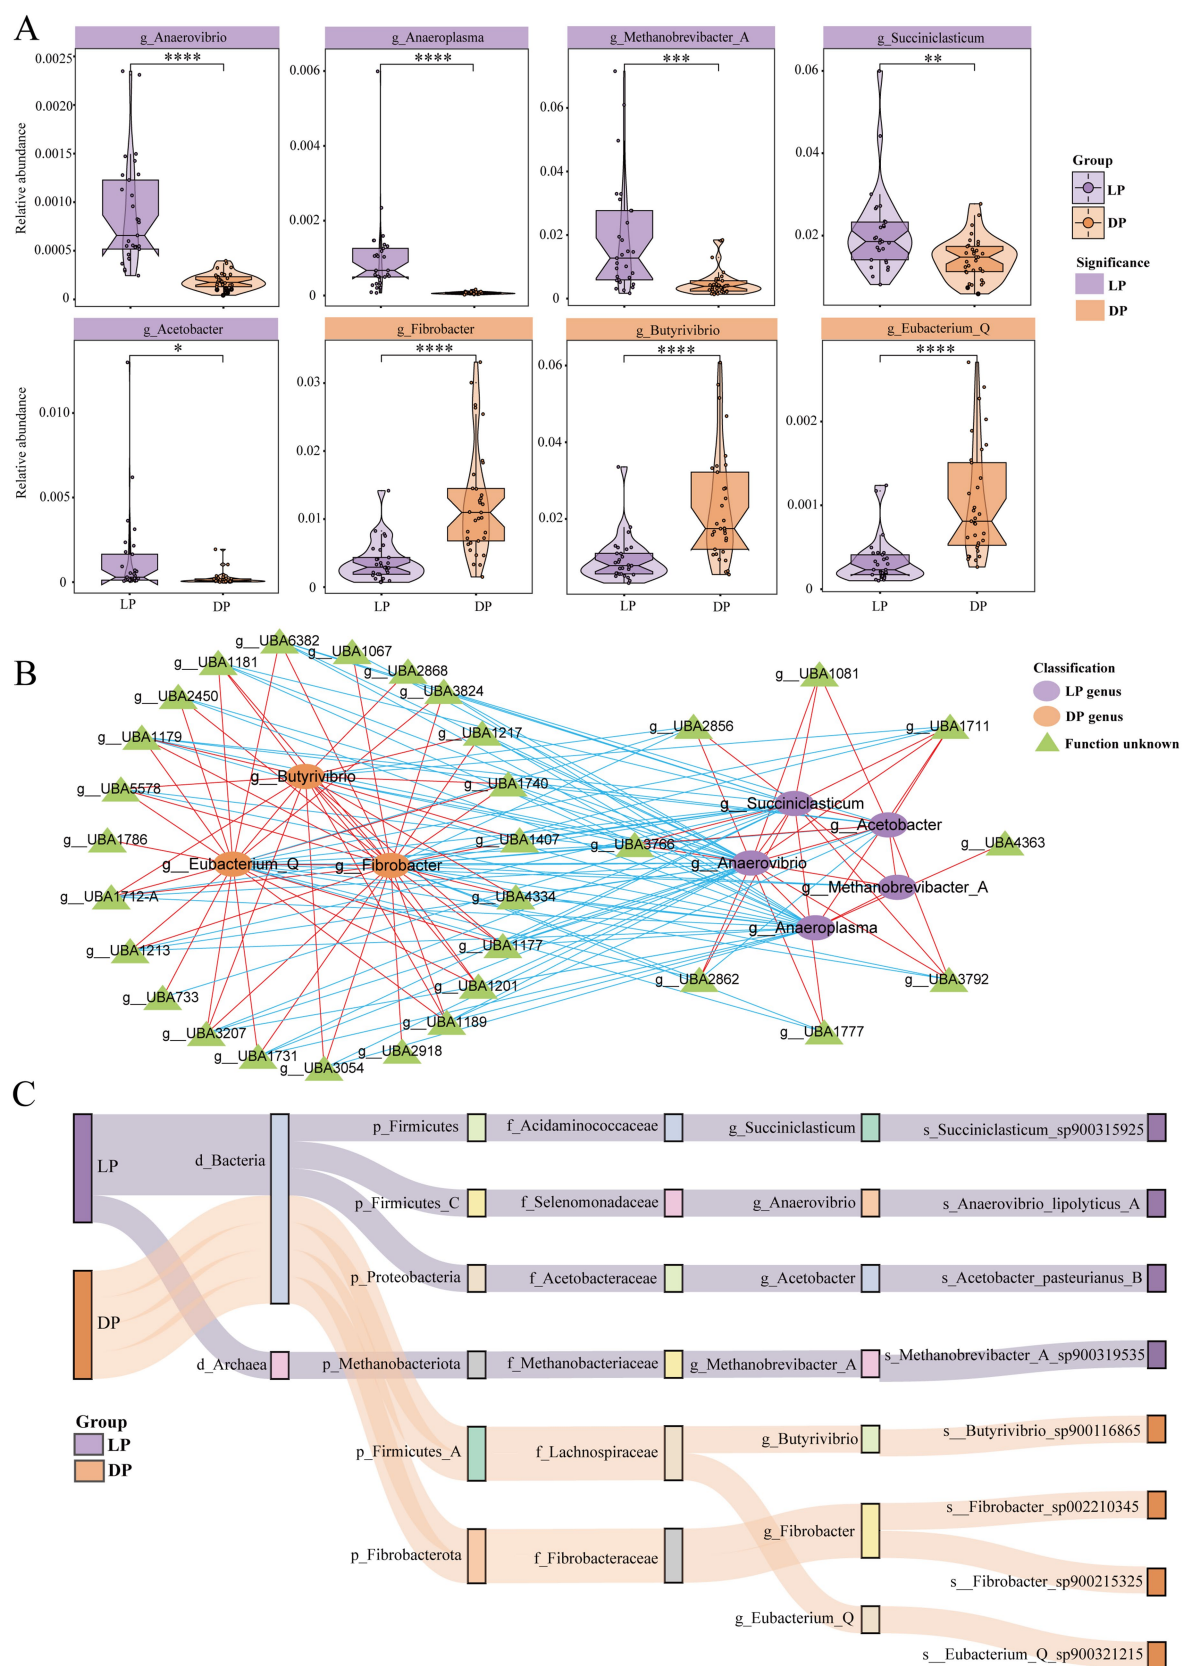 A
g_Anaerovibrio
g_Anaeroplasma
g_Methanobrevibacter_A
g_Succiniclasticum
Relative abundance
0.0025
0.0020
0.0015
0.0010
0.0005
0
****
0.006
0.004
0.002
0
****
0.06
0.04
0.02
0
***
0.06
0.04
0.02
**
Group
LP
DP
Significance
LP
DP
g_Acetobacter
g_Fibrobacter
g_Butyrivibrio
g_Eubacterium_Q
Relative abundance
0.010
0.005
0
*
LP
DP
0.03
0.02
0.01
0
****
LP
DP
0.06
0.04
0.02
****
LP
DP
0.002
0.001
0
****
LP
DP
B
g__UBA6382
g__UBA1067
g__UBA1181
g__UBA2868
g__UBA3824
g__UBA2450
g__UBA1179
g__UBA1217
g__UBA2856
g__UBA1081
g__UBA1711
Classification
LP genus
DP genus
Function unknown
g__Butyrivibrio
g__UBA5578
g__UBA1740
g__Succiniclasticum
g__Acetobacter
g__UBA1786
g__UBA1407
g__UBA3766
g__UBA4363
g__Eubacterium_Q
g__Fibrobacter
g__Anaerovibrio
g__UBA1712-A
g__UBA4334
g__Methanobrevibacter_A
g__Anaeroplasma
g__UBA1213
g__UBA1177
g__UBA733
g__UBA1201
g__UBA2862
g__UBA3792
g__UBA3207
g__UBA1189
g__UBA1777
g__UBA1731
g__UBA2918
g__UBA3054
C
LP
d_Bacteria
p_Firmicutes
f_Acidaminococcaceae
g_Succiniclasticum
s_Succiniclasticum_sp900315925
p_Firmicutes_C
f_Selenomonadaceae
g_Anaerovibrio
s_Anaerovibrio_lipolyticus_A
p_Proteobacteria
f_Acetobacteraceae
g_Acetobacter
s_Acetobacter_pasteurianus_B
DP
d_Archaea
p_Methanobacteriota
f_Methanobacteriaceae
g_Methanobrevibacter_A
s_Methanobrevibacter_A_sp900319535
Group
LP
DP
p_Firmicutes_A
f_Lachnospiraceae
g_Butyrivibrio
s__Butyrivibrio_sp900116865
p_Fibrobacterota
f_Fibrobacteraceae
g_Fibrobacter
s__Fibrobacter_sp002210345
s__Fibrobacter_sp900215325
g_Eubacterium_Q
s__Eubacterium_Q_sp900321215